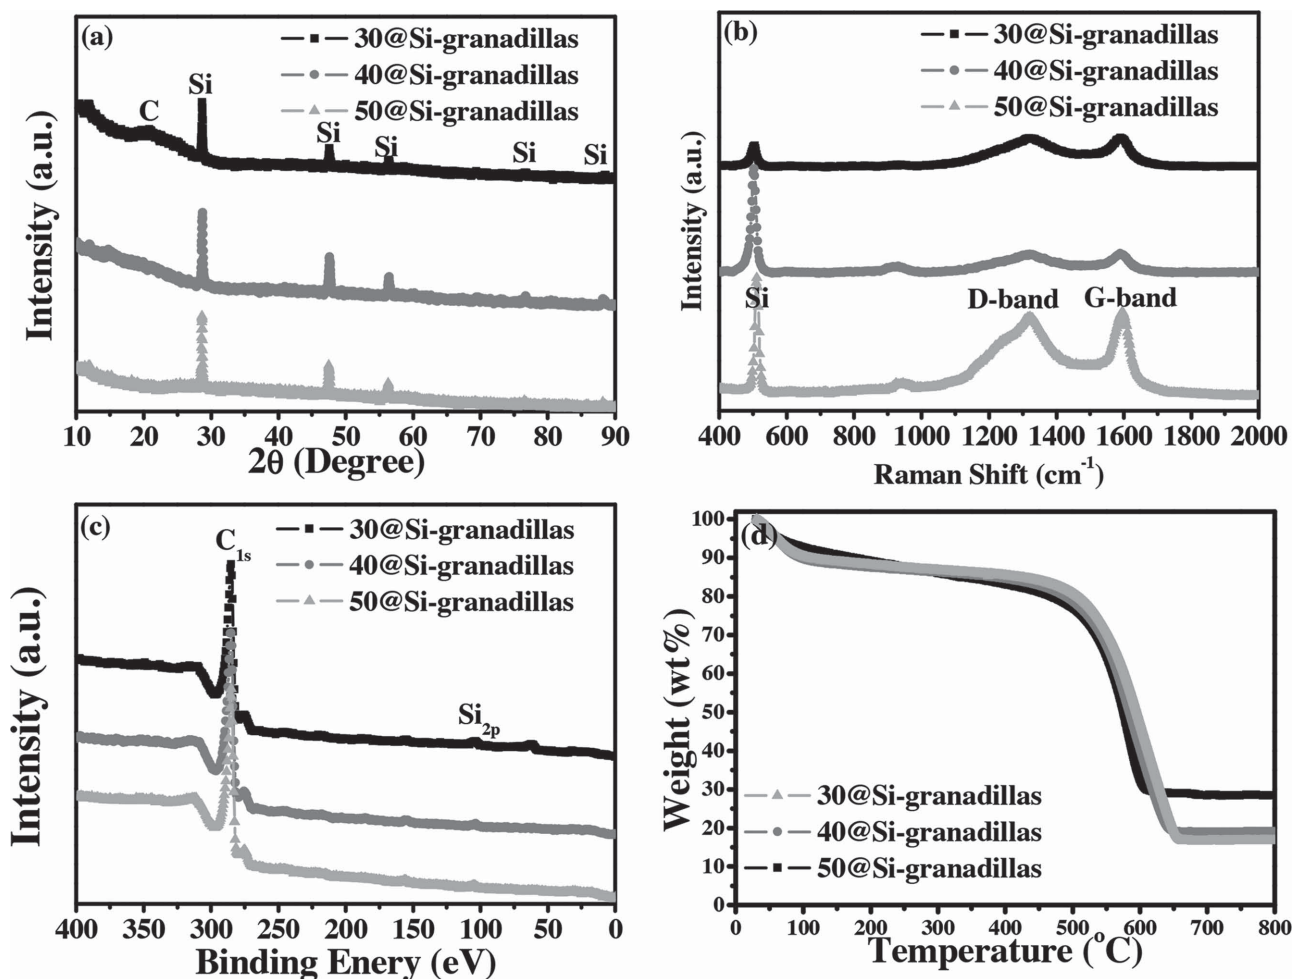 (a)
30@Si-granadillas
40@Si-granadillas
50@Si-granadillas
C
Si
Si
Si
Si
Si
Intensity (a.u.)
10 20 30 40 50 60 70 80 90
2θ (Degree)
(b)
30@Si-granadillas
40@Si-granadillas
50@Si-granadillas
Si
D-band
G-band
Intensity (a.u.)
400 600 800 1000 1200 1400 1600 1800 2000
Raman Shift (cm-1)
(c)
30@Si-granadillas
40@Si-granadillas
50@Si-granadillas
C1s
Si2p
Intensity (a.u.)
400 350 300 250 200 150 100 50 0
Binding Enery (eV)
(d)
100
90
80
70
60
50
40
30
20
10
0
Weight (wt%)
30@Si-granadillas
40@Si-granadillas
50@Si-granadillas
0 100 200 300 400 500 600 700 800
Temperature (oC)